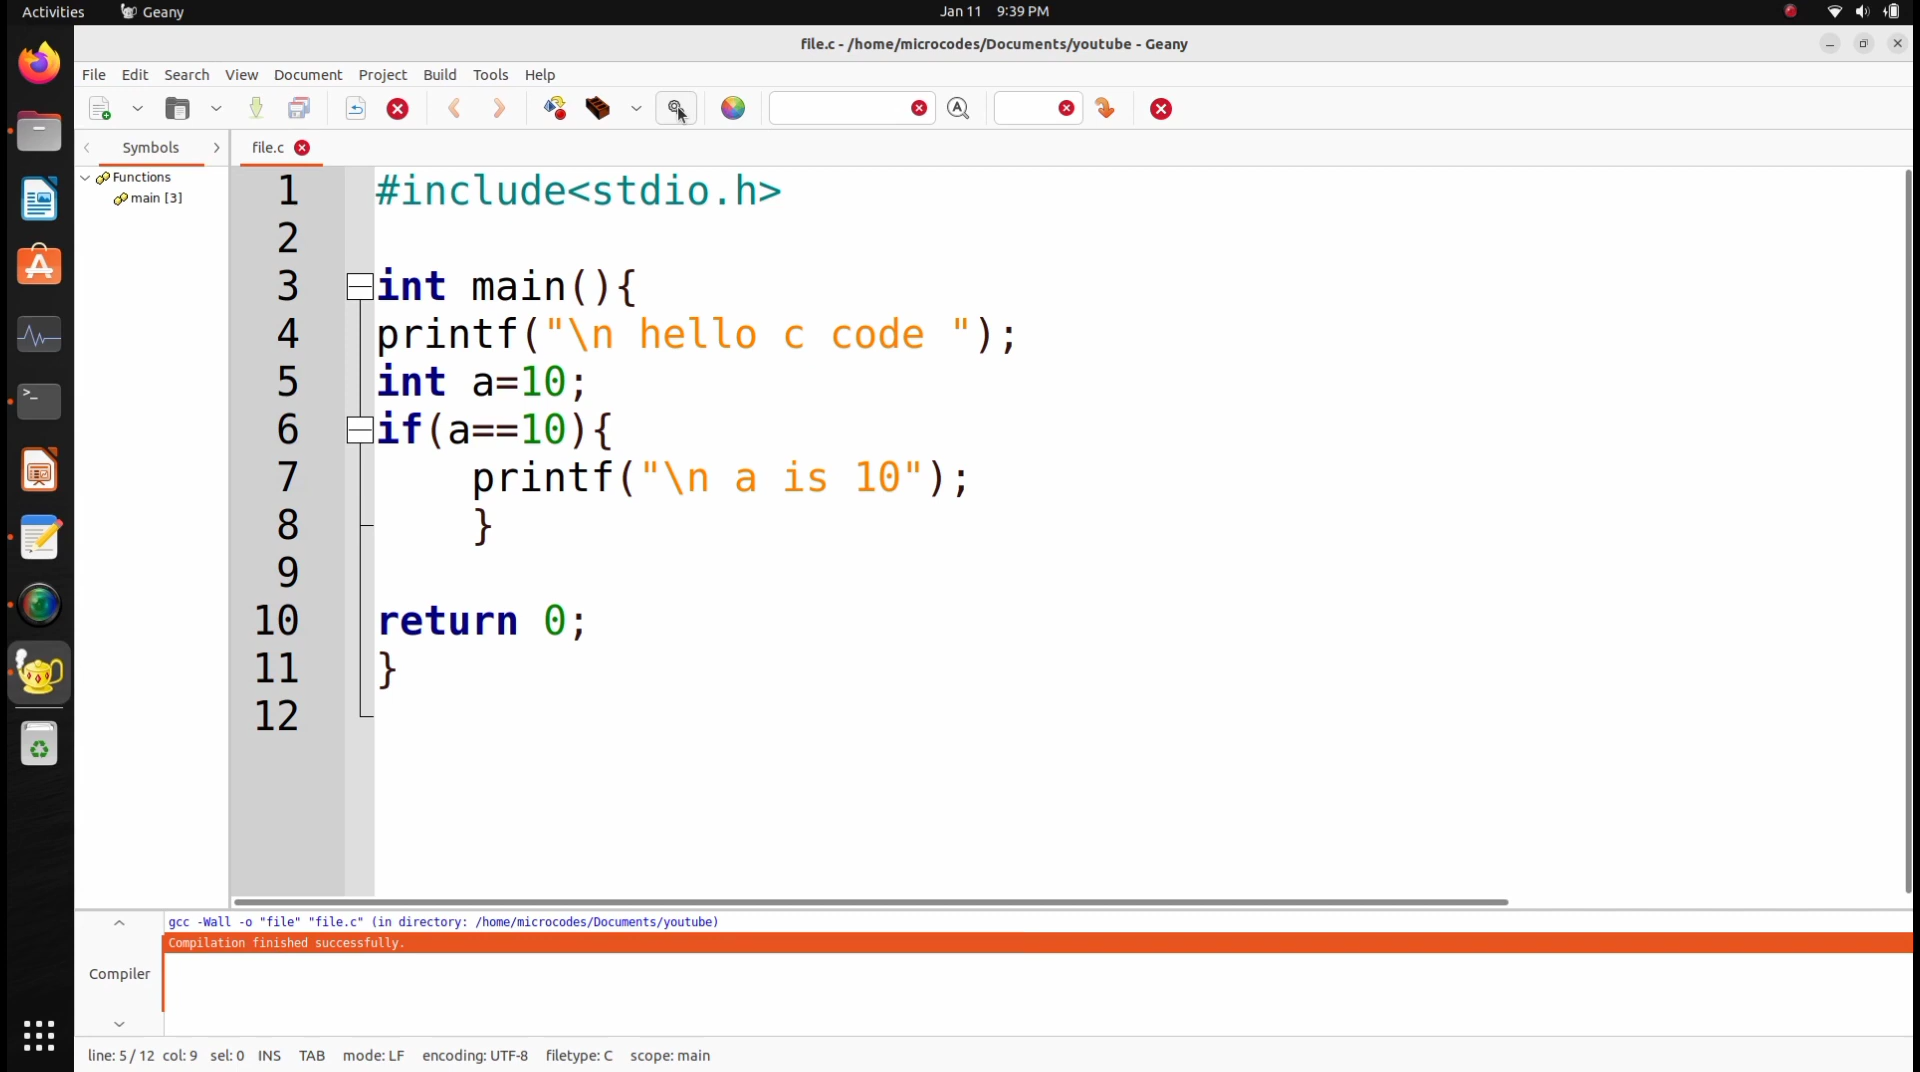 Activities Geany Jan 11 9:39 PM
file.c - /home/microcodes/Documents/youtube - Geany
File Edit Search View Document Project Build Tools Help
Symbols file.c
Functions
main [3]
1 #include<stdio.h>
2
3 int main(){
4 printf("\n hello c code ");
5 int a=10;
6 if(a==10){
7 printf("\n a is 10");
8 }
9
10 return 0;
11 }
12
gcc -Wall -o "file" "file.c" (in directory: /home/microcodes/Documents/youtube)
Compilation finished successfully.
Compiler
line: 5 / 12 col: 9 sel: 0 INS TAB mode: LF encoding: UTF-8 filetype: C scope: main